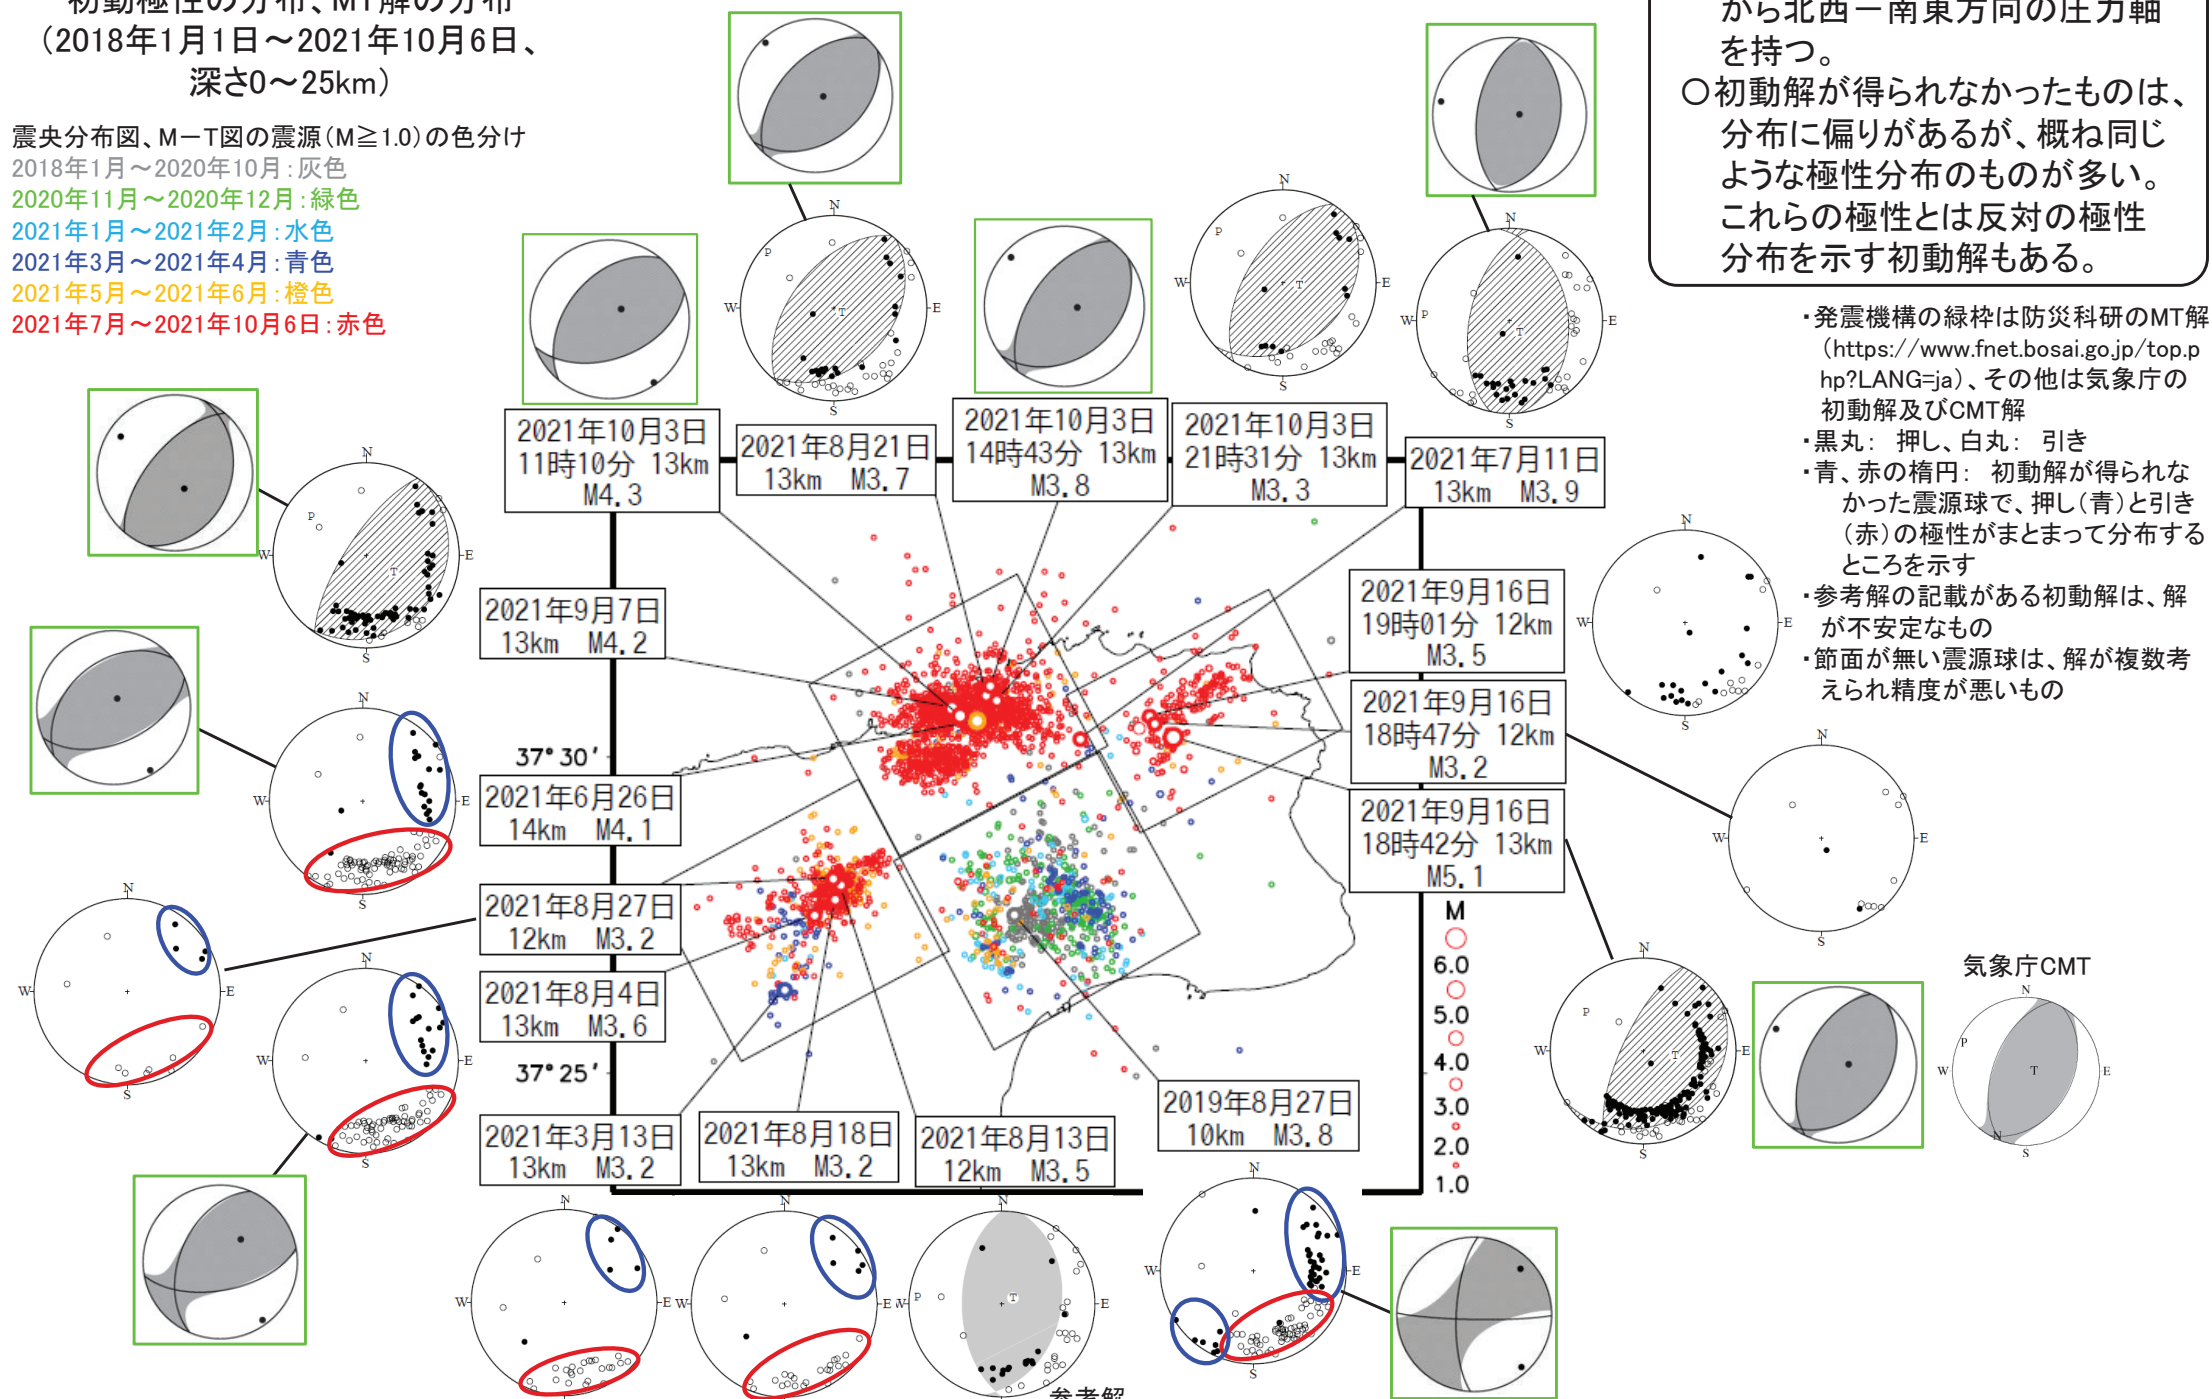 初動極性の分布、MT解の分布
（2018年1月1日～2021年10月6日、
深さ0～25km）
震央分布図、M－T図の震源（M≧1.0）の色分け
2018年1月～2020年10月：灰色
2020年11月～2020年12月：緑色
2021年1月～2021年2月：水色
2021年3月～2021年4月：青色
2021年5月～2021年6月：橙色
2021年7月～2021年10月6日：赤色
から北西－南東方向の圧力軸
を持つ。
○初動解が得られなかったものは、
分布に偏りがあるが、概ね同じ
ような極性分布のものが多い。
これらの極性とは反対の極性
分布を示す初動解もある。
・発震機構の緑枠は防災科研のMT解
（https://www.fnet.bosai.go.jp/top.p
hp?LANG=ja）、その他は気象庁の
初動解及びCMT解
・黒丸： 押し、白丸： 引き
・青、赤の楕円： 初動解が得られな
かった震源球で、押し（青）と引き
（赤）の極性がまとまって分布する
ところを示す
・参考解の記載がある初動解は、解
が不安定なもの
・節面が無い震源球は、解が複数考
えられ精度が悪いもの
2021年10月3日
11時10分 13km
M4.3
2021年8月21日
13km M3.7
2021年10月3日
14時43分 13km
M3.8
2021年10月3日
21時31分 13km
M3.3
2021年7月11日
13km M3.9
2021年9月7日
13km M4.2
2021年6月26日
14km M4.1
2021年8月27日
12km M3.2
2021年8月4日
13km M3.6
2021年3月13日
13km M3.2
2021年8月18日
13km M3.2
2021年8月13日
12km M3.5
2019年8月27日
10km M3.8
2021年9月16日
19時01分 12km
M3.5
2021年9月16日
18時47分 12km
M3.2
2021年9月16日
18時42分 13km
M5.1
37°30′
37°25′
M
6.0
5.0
4.0
3.0
2.0
1.0
気象庁CMT
N
W
E
S
P
T
参考解